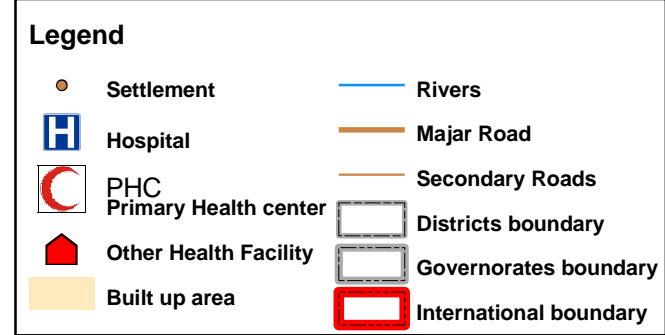 Legend
Settlement
H
Hospital
PHC
Primary Health center
Other Health Facility
Built up area
Rivers
Majar Road
Secondary Roads
Districts boundary
Governorates boundary
International boundary